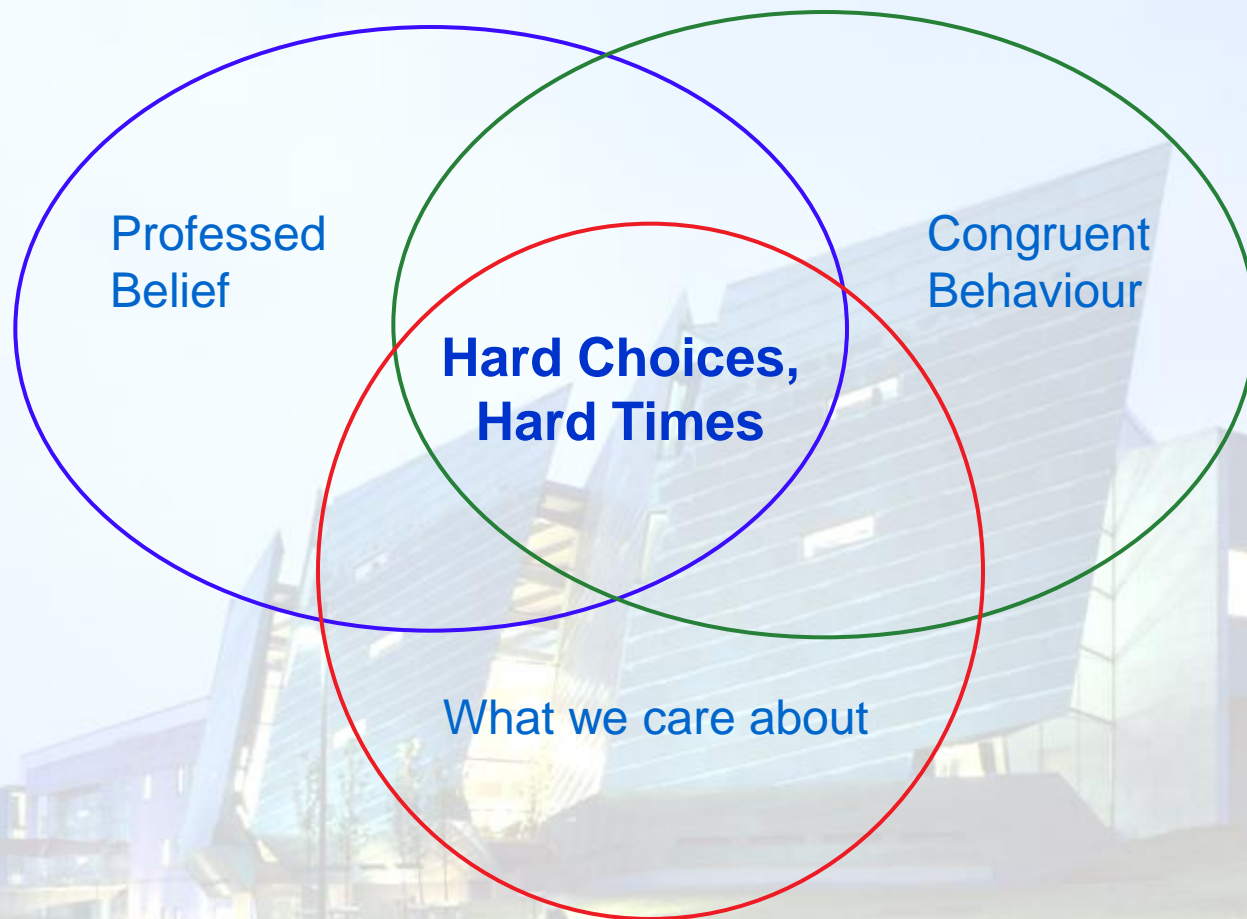 Professed
Belief
Congruent
Behaviour
Hard Choices,
Hard Times
What we care about